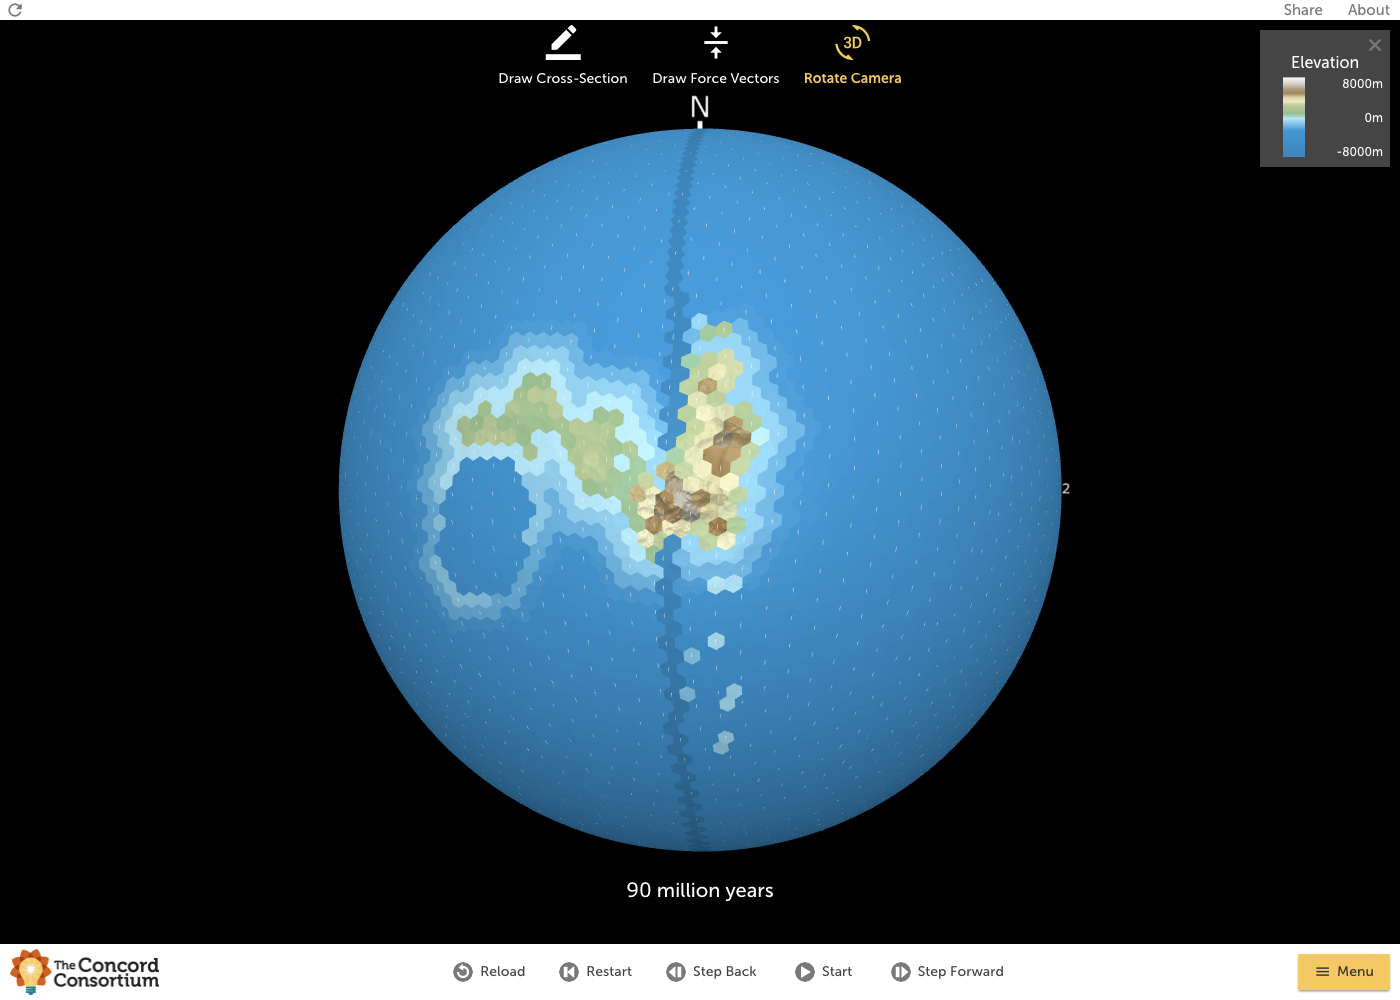 Share About
Draw Cross-Section Draw Force Vectors 3D Rotate Camera
Elevation
8000m
0m
-8000m
N
2
90 million years
The Concord
Consortium
Reload Restart Step Back Start Step Forward Menu